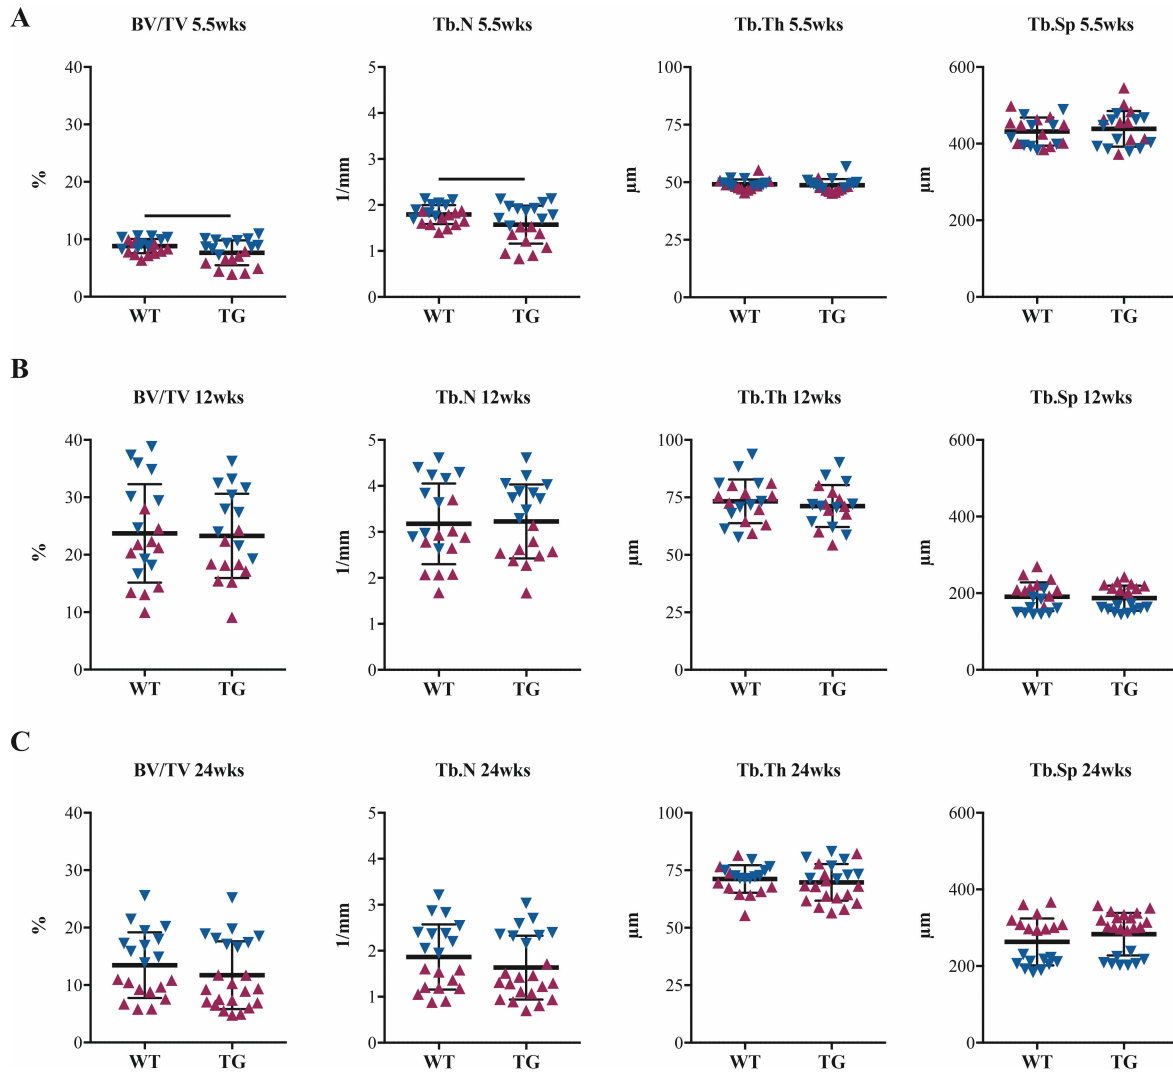 A
BV/TV 5.5wks
Tb.N 5.5wks
Tb.Th 5.5wks
Tb.Sp 5.5wks
%
40
30
20
10
0
WT
TG
1/mm
5
4
3
2
1
0
WT
TG
µm
100
75
50
25
0
WT
TG
µm
600
400
200
0
WT
TG
B
BV/TV 12wks
Tb.N 12wks
Tb.Th 12wks
Tb.Sp 12wks
%
40
30
20
10
0
WT
TG
1/mm
5
4
3
2
1
0
WT
TG
µm
100
75
50
25
0
WT
TG
µm
600
400
200
0
WT
TG
C
BV/TV 24wks
Tb.N 24wks
Tb.Th 24wks
Tb.Sp 24wks
%
40
30
20
10
0
WT
TG
1/mm
5
4
3
2
1
0
WT
TG
µm
100
75
50
25
0
WT
TG
µm
600
400
200
0
WT
TG